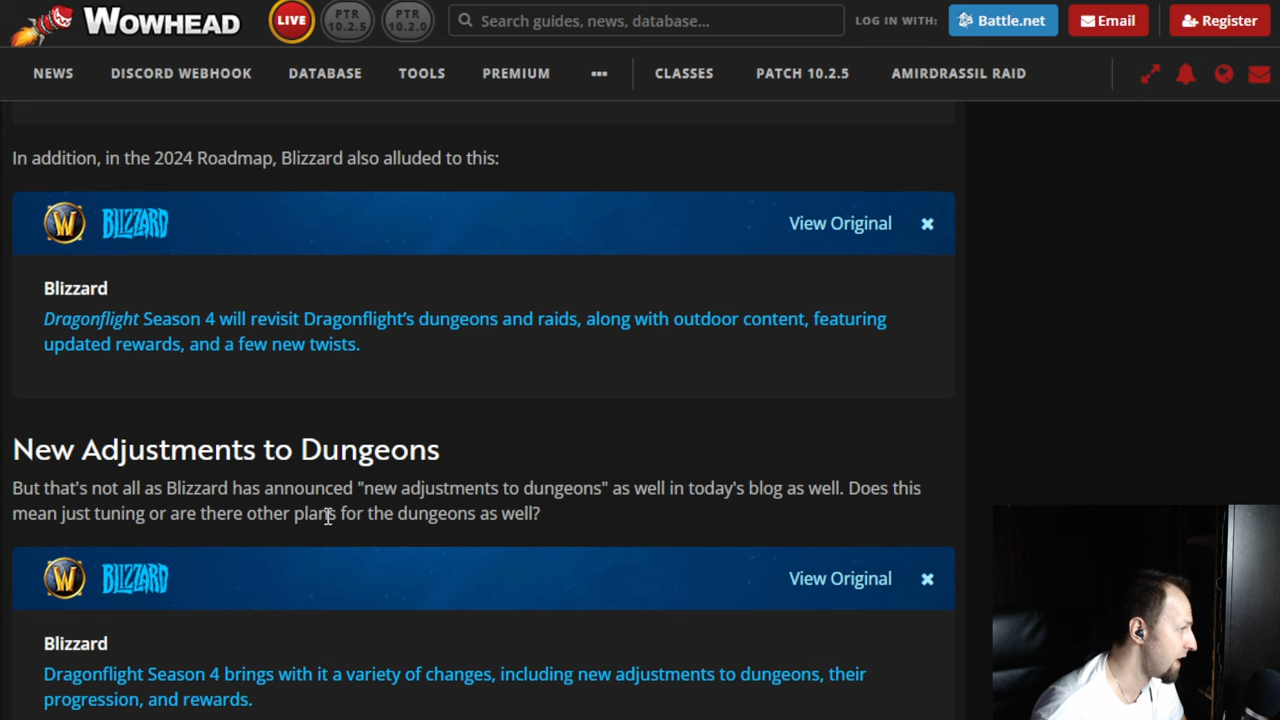 WOWHEAD
LIVE
PTR
10.2.5
PTR
10.2.0
Search guides, news, database...
LOG IN WITH:
Battle.net
Email
Register
NEWS
DISCORD WEBHOOK
DATABASE
TOOLS
PREMIUM
CLASSES
PATCH 10.2.5
AMIRDRASSIL RAID
In addition, in the 2024 Roadmap, Blizzard also alluded to this:
W BLIZZARD
View Original
Blizzard
Dragonflight Season 4 will revisit Dragonflight's dungeons and raids, along with outdoor content, featuring
updated rewards, and a few new twists.
New Adjustments to Dungeons
But that's not all as Blizzard has announced "new adjustments to dungeons" as well in today's blog as well. Does this
mean just tuning or are there other plans for the dungeons as well?
W BLIZZARD
View Original
Blizzard
Dragonflight Season 4 brings with it a variety of changes, including new adjustments to dungeons, their
progression, and rewards.